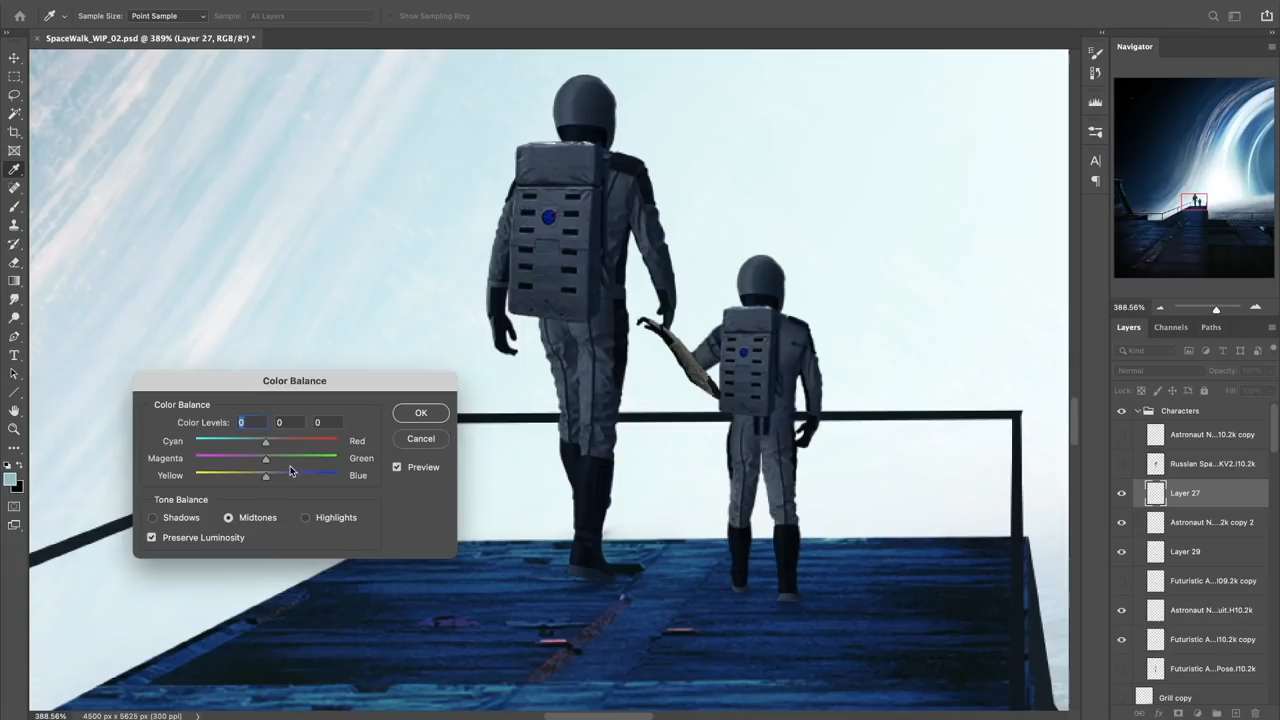 Sample Size: Point Sample Sample: All Layers Show Sampling Ring
× SpaceWalk_WIP_02.psd @ 389% (Layer 27, RGB/8*) *
Navigator
388.56%
Layers Channels Paths
Kind
Normal Opacity:
Lock: Fill:
Characters
Astronaut N...10.2k copy
Russian Spa...KV2.I10.2k
Layer 27
Astronaut N....2k copy 2
Layer 29
Futuristic A...I09.2k copy
Astronaut N...uit.H10.2k
Futuristic A...I10.2k copy
Futuristic A...Pose.I10.2k
Grill copy
Color Balance
Color Balance
Color Levels: 0 0 0
Cyan Red
Magenta Green
Yellow Blue
Tone Balance
Shadows Midtones Highlights
Preserve Luminosity
OK
Cancel
Preview
388.56% 4500 px x 5625 px (300 ppi)